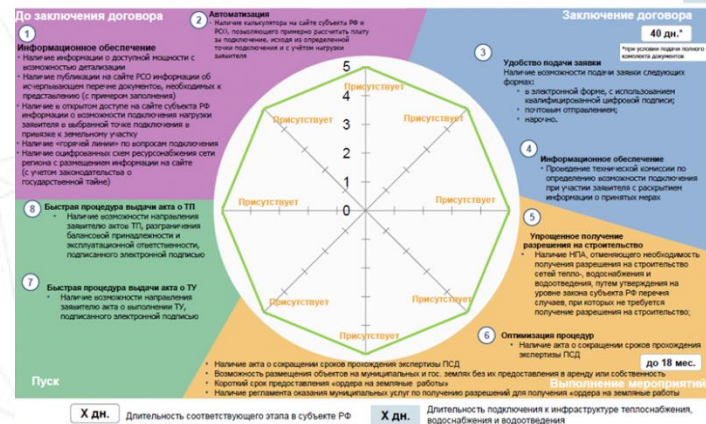 До заключения договора
1
Информационное обеспечение
• Наличие информации о доступной мощности с
возможностью детализации
• Наличие публикации на сайте РСО информации об
исчерпывающем перечне документов, необходимых к
представлению (с примером заполнения)
• Наличие в открытом доступе на сайте субъекта РФ
информации о возможности подключения нагрузки
заявителя в выбранной точке подключения в
привязке к земельному участку
• Наличие «горячей линии» по вопросам подключения
• Наличие оцифрованных схем ресурсоснабжения сети
региона с размещением информации на сайте
(с учетом законодательства о
государственной тайне)
2
Автоматизация
• Наличие калькулятора на сайте субъекта РФ и
РСО, позволяющего примерно рассчитать плату
за подключение, исходя из определенной
точки подключения и с учётом нагрузки
заявителя
Заключение договора
40 дн.*
*при условии подачи полного
комплекта документов
3
Удобство подачи заявки
Наличие возможности подачи заявки следующих
формах:
• в электронной форме, с использованием
квалифицированной цифровой подписи;
• почтовым отправлением;
• нарочно.
4
Информационное обеспечение
• Проведение технической комиссии по
определению возможности подключения
при участии заявителя с раскрытием
информации о принятых мерах
5
Упрощенное получение
разрешения на строительство
• Наличие НПА, отменяющего необходимость
получения разрешения на строительство
сетей тепло-, водоснабжения и
водоотведения, путем утверждения на
уровне закона субъекта РФ перечня
случаев, при которых не требуется
получение разрешения на строительство;
6
Оптимизация процедур
• Наличие акта о сокращении сроков прохождения
экспертизы ПСД
до 18 мес.
Выполнение мероприятий
• Наличие акта о сокращении сроков прохождения экспертизы ПСД
• Возможность размещения объектов на муниципальных и гос. землях без их предоставления в аренду или собственность
• Короткий срок предоставления «ордера на земляные работы»
• Наличие регламента оказания муниципальных услуг по получению разрешений для получения «ордера на земляные работы
8
Быстрая процедура выдачи акта о ТП
• Наличие возможности направления
заявителю актов ТП, разграничения
балансовой принадлежности и
эксплуатационной ответственности,
подписанного электронной подписью
7
Быстрая процедура выдачи акта о ТУ
• Наличие возможности направления
заявителю акта о выполнении ТУ,
подписанного электронной подписью
Пуск
5
4
3
2
1
0
Присутствует
Присутствует
Присутствует
Присутствует
Присутствует
Присутствует
Присутствует
Присутствует
X дн.
Длительность соответствующего этапа в субъекте РФ
X дн.
Длительность подключения к инфраструктуре теплоснабжения,
водоснабжения и водоотведения